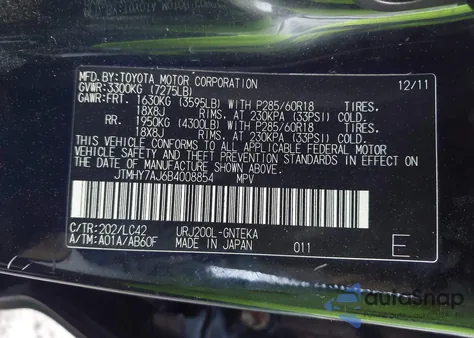 MFD.BY:TOYOTA MOTOR CORPORATION 12/11
GVWR:3300KG (7275LB)
GAWR:FRT. 1630KG (3595LB) WITH P285/60R18 TIRES.
18X8J RIMS, AT 230KPA (33PSI) COLD.
RR. 1950KG (4300LB) WITH P285/60R18 TIRES.
18X8J RIMS, AT 230KPA (33PSI) COLD.
THIS VEHICLE CONFORMS TO ALL APPLICABLE FEDERAL MOTOR
VEHICLE SAFETY, BUMPER, AND THEFT PREVENTION STANDARDS IN
EFFECT ON THE DATE OF MANUFACTURE SHOWN ABOVE.
JTMHY7AJ6B4008854 MPV
C/TR:202/LC42 URJ200L-GNTEKA
A/TM:A01A/AB60F MADE IN JAPAN 011 E
autoSnap